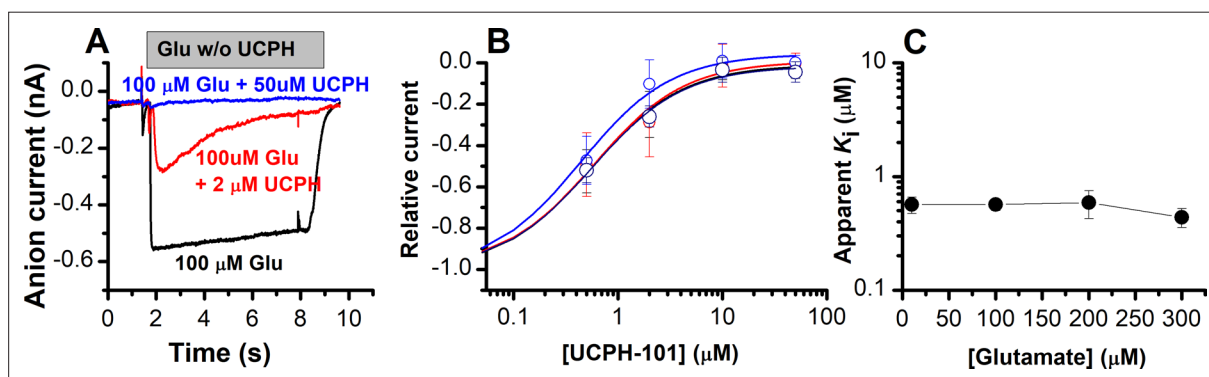 A
Glu w/o UCPH
100 μM Glu + 50uM UCPH
100uM Glu
+ 2 μM UCPH
100 μM Glu
Anion current (nA)
0.0
-0.2
-0.4
-0.6
0 2 4 6 8 10
Time (s)
B
Relative current
0.0
-0.2
-0.4
-0.6
-0.8
-1.0
0.1 1 10 100
[UCPH-101] (μM)
C
Apparent Ki (μM)
10
1
0.1
0 50 100 150 200 250 300
[Glutamate] (μM)